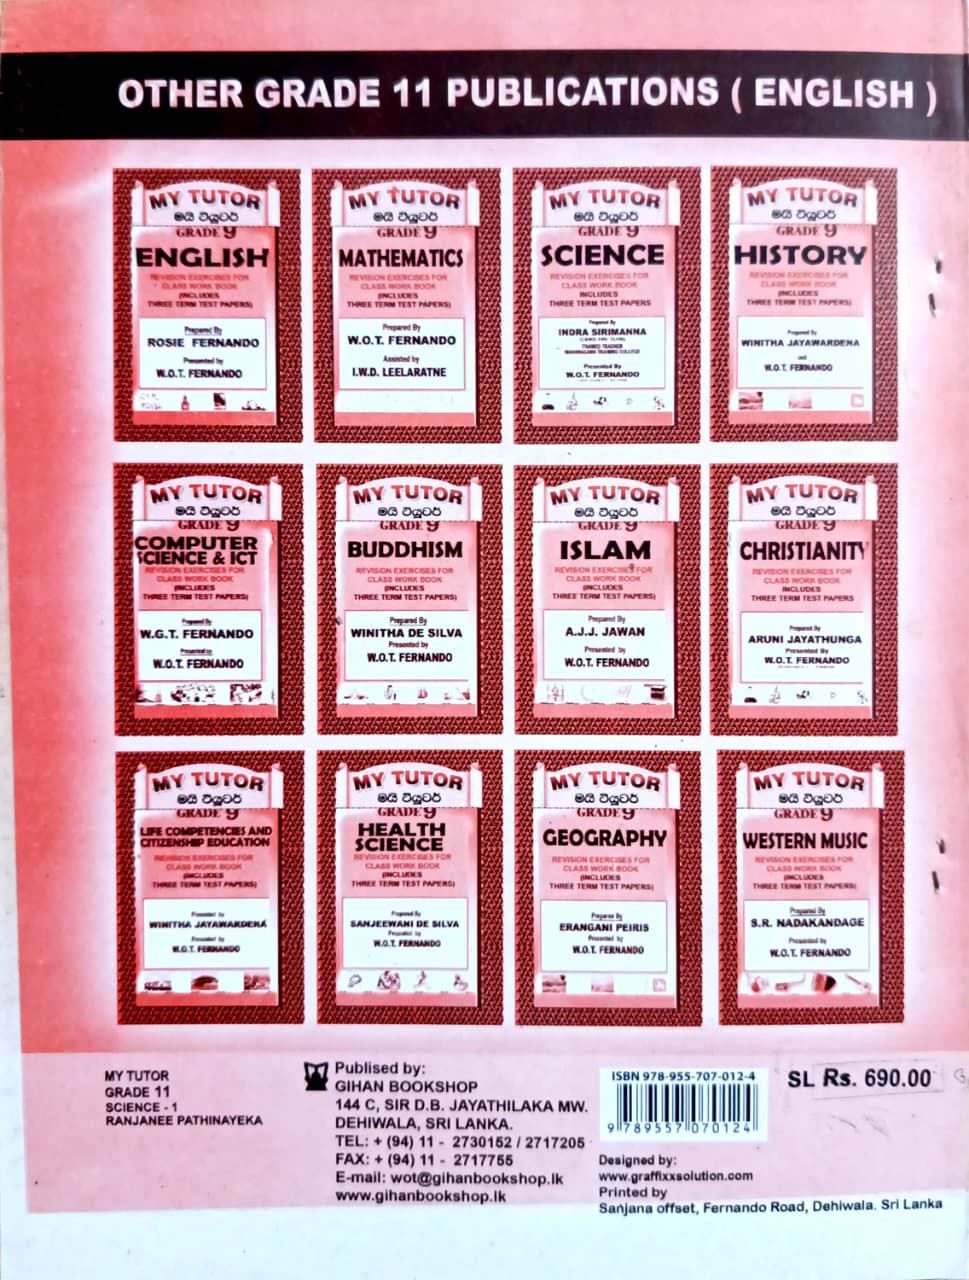 OTHER GRADE 11 PUBLICATIONS ( ENGLISH )
MY TUTOR
මයි ටියුටර්
GRADE 9
ENGLISH
REVISION EXERCISES FOR
CLASS WORK BOOK
(INCLUDES
THREE TERM TEST PAPERS)
Prepared By
ROSIE FERNANDO
Presented by
W.O.T. FERNANDO
MY TUTOR
මයි ටියුටර්
GRADE 9
MATHEMATICS
REVISION EXERCISES FOR
CLASS WORK BOOK
(INCLUDES
THREE TERM TEST PAPERS)
Prepared By
W.O.T. FERNANDO
Assisted by
I.W.D. LEELARATNE
MY TUTOR
මයි ටියුටර්
GRADE 9
SCIENCE
REVISION EXERCISES FOR
CLASS WORK BOOK
INCLUDES
THREE TERM TEST PAPERS
Prepared By
INDRA SIRIMANNA
TRAINED TEACHER
MAHARAGAMA TRAINING COLLEGE
Presented By
W.O.T. FERNANDO
MY TUTOR
මයි ටියුටර්
GRADE 9
HISTORY
REVISION EXERCISES FOR
CLASS WORK BOOK
(INCLUDES
THREE TERM TEST PAPERS)
Prepared By
WINITHA JAYAWARDENA
and
W.O.T. FERNANDO
MY TUTOR
මයි ටියුටර්
GRADE 9
COMPUTER
SCIENCE & ICT
REVISION EXERCISES FOR
CLASS WORK BOOK
(INCLUDES
THREE TERM TEST PAPERS)
Prepared By
W.G.T. FERNANDO
Presented by
W.O.T. FERNANDO
MY TUTOR
මයි ටියුටර්
GRADE 9
BUDDHISM
REVISION EXERCISES FOR
CLASS WORK BOOK
(INCLUDES
THREE TERM TEST PAPERS)
Prepared By
WINITHA DE SILVA
Presented by
W.O.T. FERNANDO
MY TUTOR
මයි ටියුටර්
GRADE 9
ISLAM
REVISION EXERCISES FOR
CLASS WORK BOOK
(INCLUDES
THREE TERM TEST PAPERS)
Prepared By
A.J.J. JAWAN
Presented by
W.O.T. FERNANDO
MY TUTOR
මයි ටියුටර්
GRADE 9
CHRISTIANITY
REVISION EXERCISES FOR
CLASS WORK BOOK
INCLUDES
THREE TERM TEST PAPERS
Prepared By
ARUNI JAYATHUNGA
Presented By
W.O.T. FERNANDO
MY TUTOR
මයි ටියුටර්
GRADE 9
LIFE COMPETENCIES AND
CITIZENSHIP EDUCATION
REVISION EXERCISES FOR
CLASS WORK BOOK
(INCLUDES
THREE TERM TEST PAPERS)
Presented by
WINITHA JAYAWARDENA
Presented by
W.O.T. FERNANDO
MY TUTOR
මයි ටියුටර්
GRADE 9
HEALTH
SCIENCE
REVISION EXERCISES FOR
CLASS WORK BOOK
(INCLUDES
THREE TERM TEST PAPERS)
Prepared By
SANJEEWANI DE SILVA
Presented by
W.O.T. FERNANDO
MY TUTOR
මයි ටියුටර්
GRADE 9
GEOGRAPHY
REVISION EXERCISES FOR
CLASS WORK BOOK
(INCLUDES
THREE TERM TEST PAPERS)
Prepared By
ERANGANI PEIRIS
Presented by
W.O.T. FERNANDO
MY TUTOR
මයි ටියුටර්
GRADE 9
WESTERN MUSIC
REVISION EXERCISES FOR
CLASS WORK BOOK
(INCLUDES
THREE TERM TEST PAPERS)
Prepared By
S.R. NADAKANDAGE
Presented by
W.O.T. FERNANDO
MY TUTOR
GRADE 11
SCIENCE - 1
RANJANEE PATHINAYEKA
Publised by:
GIHAN BOOKSHOP
144 C, SIR D.B. JAYATHILAKA MW.
DEHIWALA, SRI LANKA.
TEL: + (94) 11 - 2730152 / 2717205
FAX: + (94) 11 - 2717755
E-mail: wot@gihanbookshop.lk
www.gihanbookshop.lk
ISBN 978-955-707-012-4
9 789557 070124
SL Rs. 690.00
Designed by:
www.graffixxsolution.com
Printed by
Sanjana offset, Fernando Road, Dehiwala. Sri Lanka